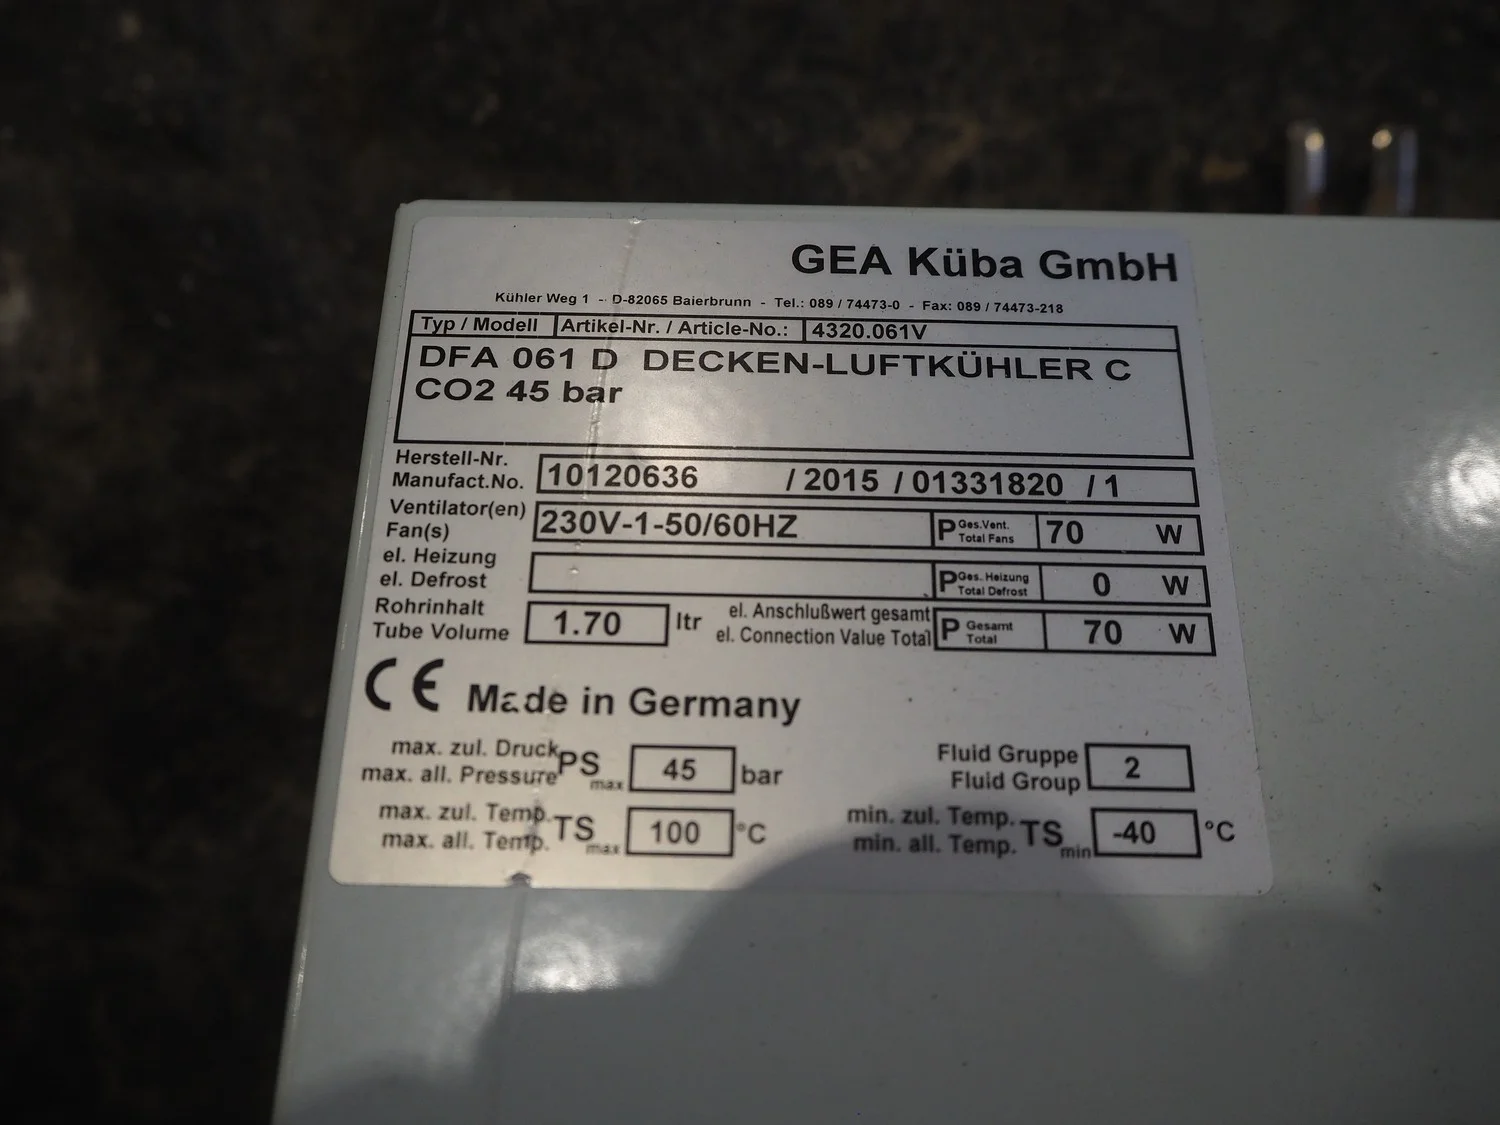 GEA Küba GmbH
Kühler Weg 1 - D-82065 Baierbrunn - Tel.: 089 / 74473-0 - Fax: 089 / 74473-218
Typ / Modell Artikel-Nr. / Article-No.: 4320.061V
DFA 061 D DECKEN-LUFTKÜHLER C
CO2 45 bar
Herstell-Nr.
Manufact.No. 10120636 / 2015 / 01331820 / 1
Ventilator(en)
Fan(s) 230V-1-50/60HZ P Ges.Vent. Total Fans 70 W
el. Heizung
el. Defrost P Ges. Heizung Total Defrost 0 W
Rohrinhalt
Tube Volume 1.70 ltr el. Anschlußwert gesamt
el. Connection Value Total P Gesamt Total 70 W
CE Made in Germany
max. zul. Druck
max. all. Pressure PS max 45 bar
Fluid Gruppe
Fluid Group 2
max. zul. Temp.
max. all. Temp. TS max 100 °C
min. zul. Temp.
min. all. Temp. TS min -40 °C